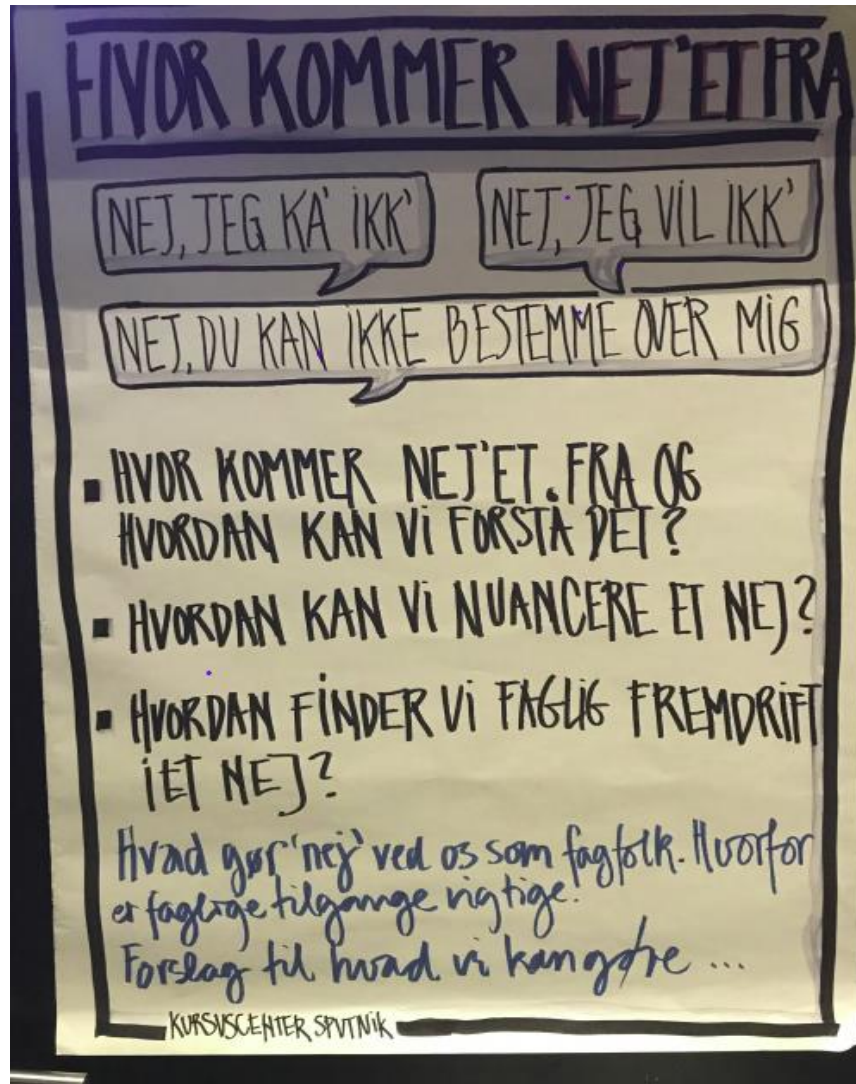 HVOR KOMMER NEJ'ET FRA
NEJ, JEG KA' IKK'
NEJ, JEG VIL IKK'
NEJ, DU KAN IKKE BESTEMME OVER MIG
▪ HVOR KOMMER NEJ'ET. FRA OG
HVORDAN KAN VI FORSTÅ DET?
▪ HVORDAN KAN VI NUANCERE ET NEJ?
▪ HVORDAN FINDER VI FAGLIG FREMDRIFT
I ET NEJ?
Hvad gør 'nej' ved os som fagfolk. Hvorfor
er faglige tilgange vigtige.
Forslag til hvad vi kan gøre ...
KURSUSCENTER SPUTNIK